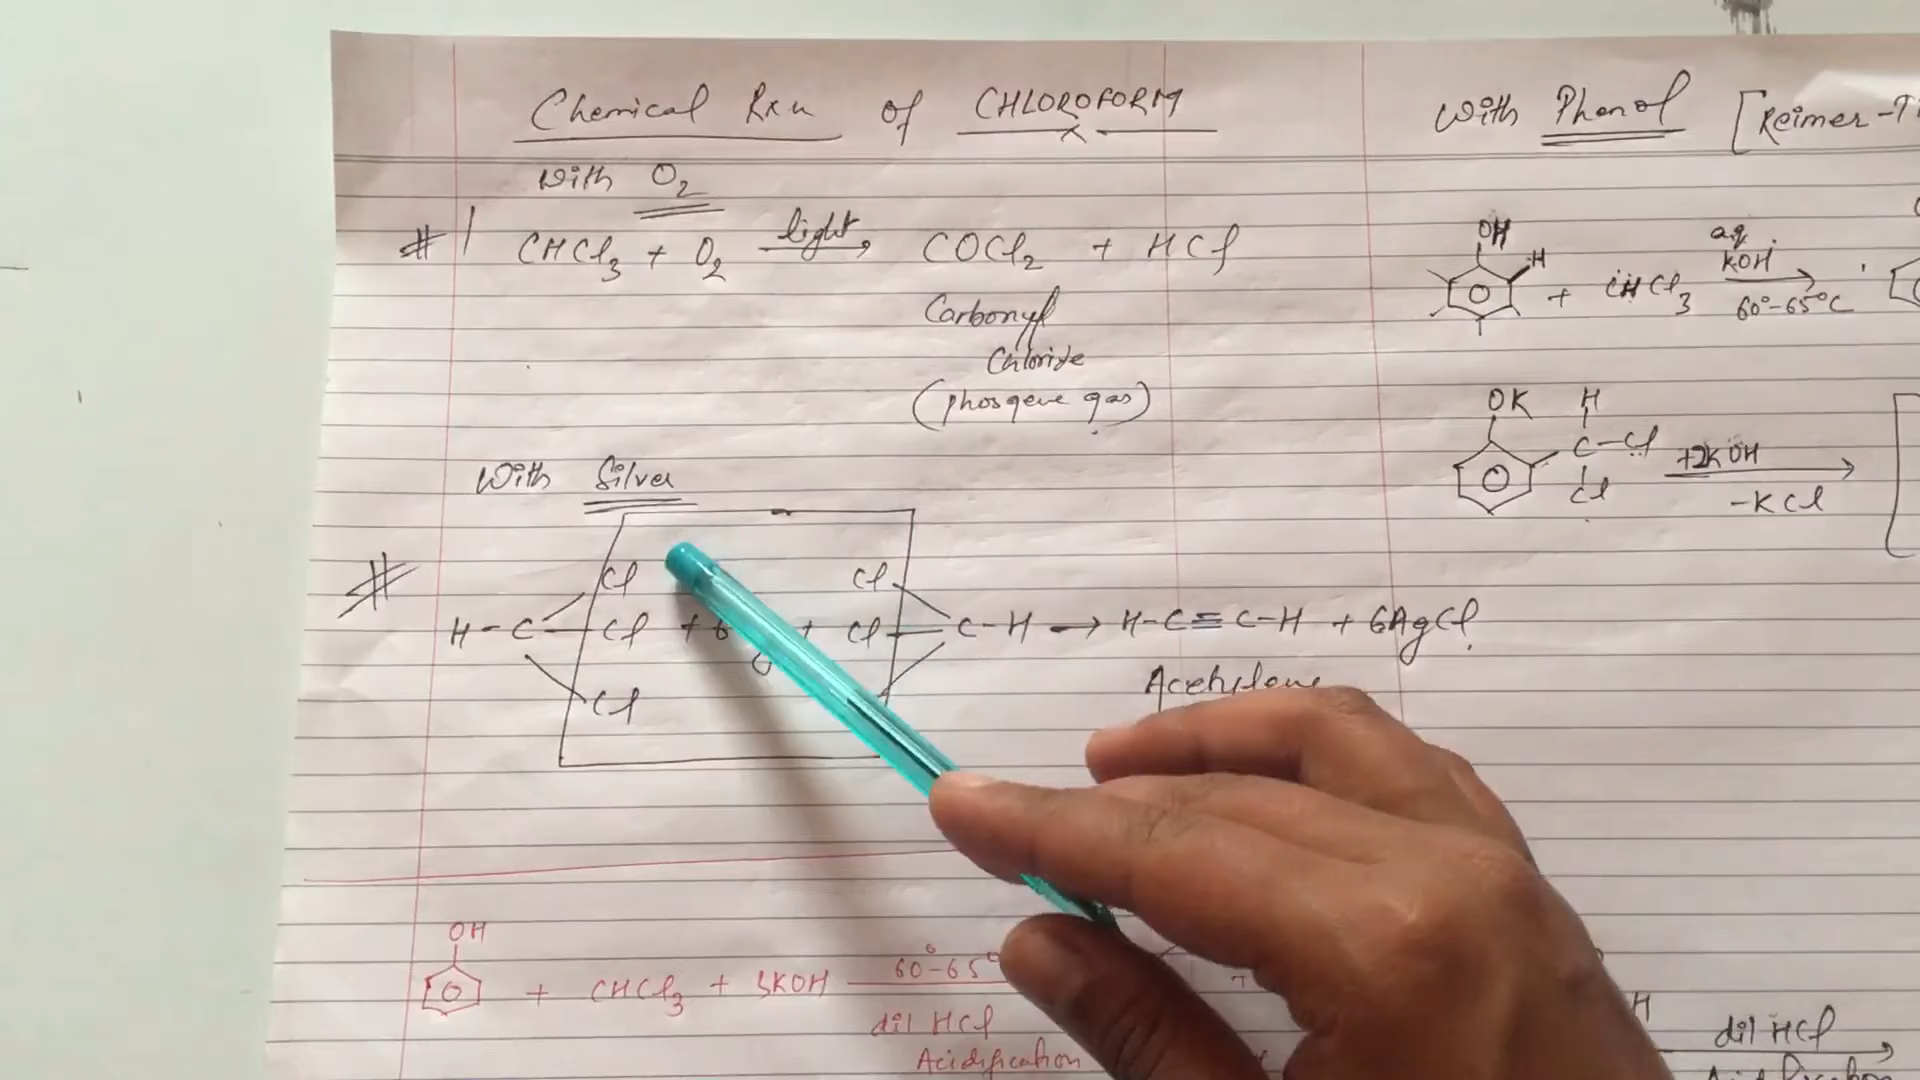 Chemical Rxn of CHLOROFORM
With O2
# 1 CHCl3 + O2 light → COCl2 + HCl
Carbonyl
Chloride
(phosgene gas)
With Silver
Cl Cl
# H-C-Cl + 6 + Cl-C-H → H-C≡C-H + 6AgCl
Cl
Acetylene
OH
+ CHCl3 + 3KOH 60°-65°
dil HCl
Acidification
With Phenol [Reimer-T
OH H
+ CHCl3 aq. KOH → 60°-65°C
OK H
C-Cl +2KOH →
Cl -KCl
H dil HCl →